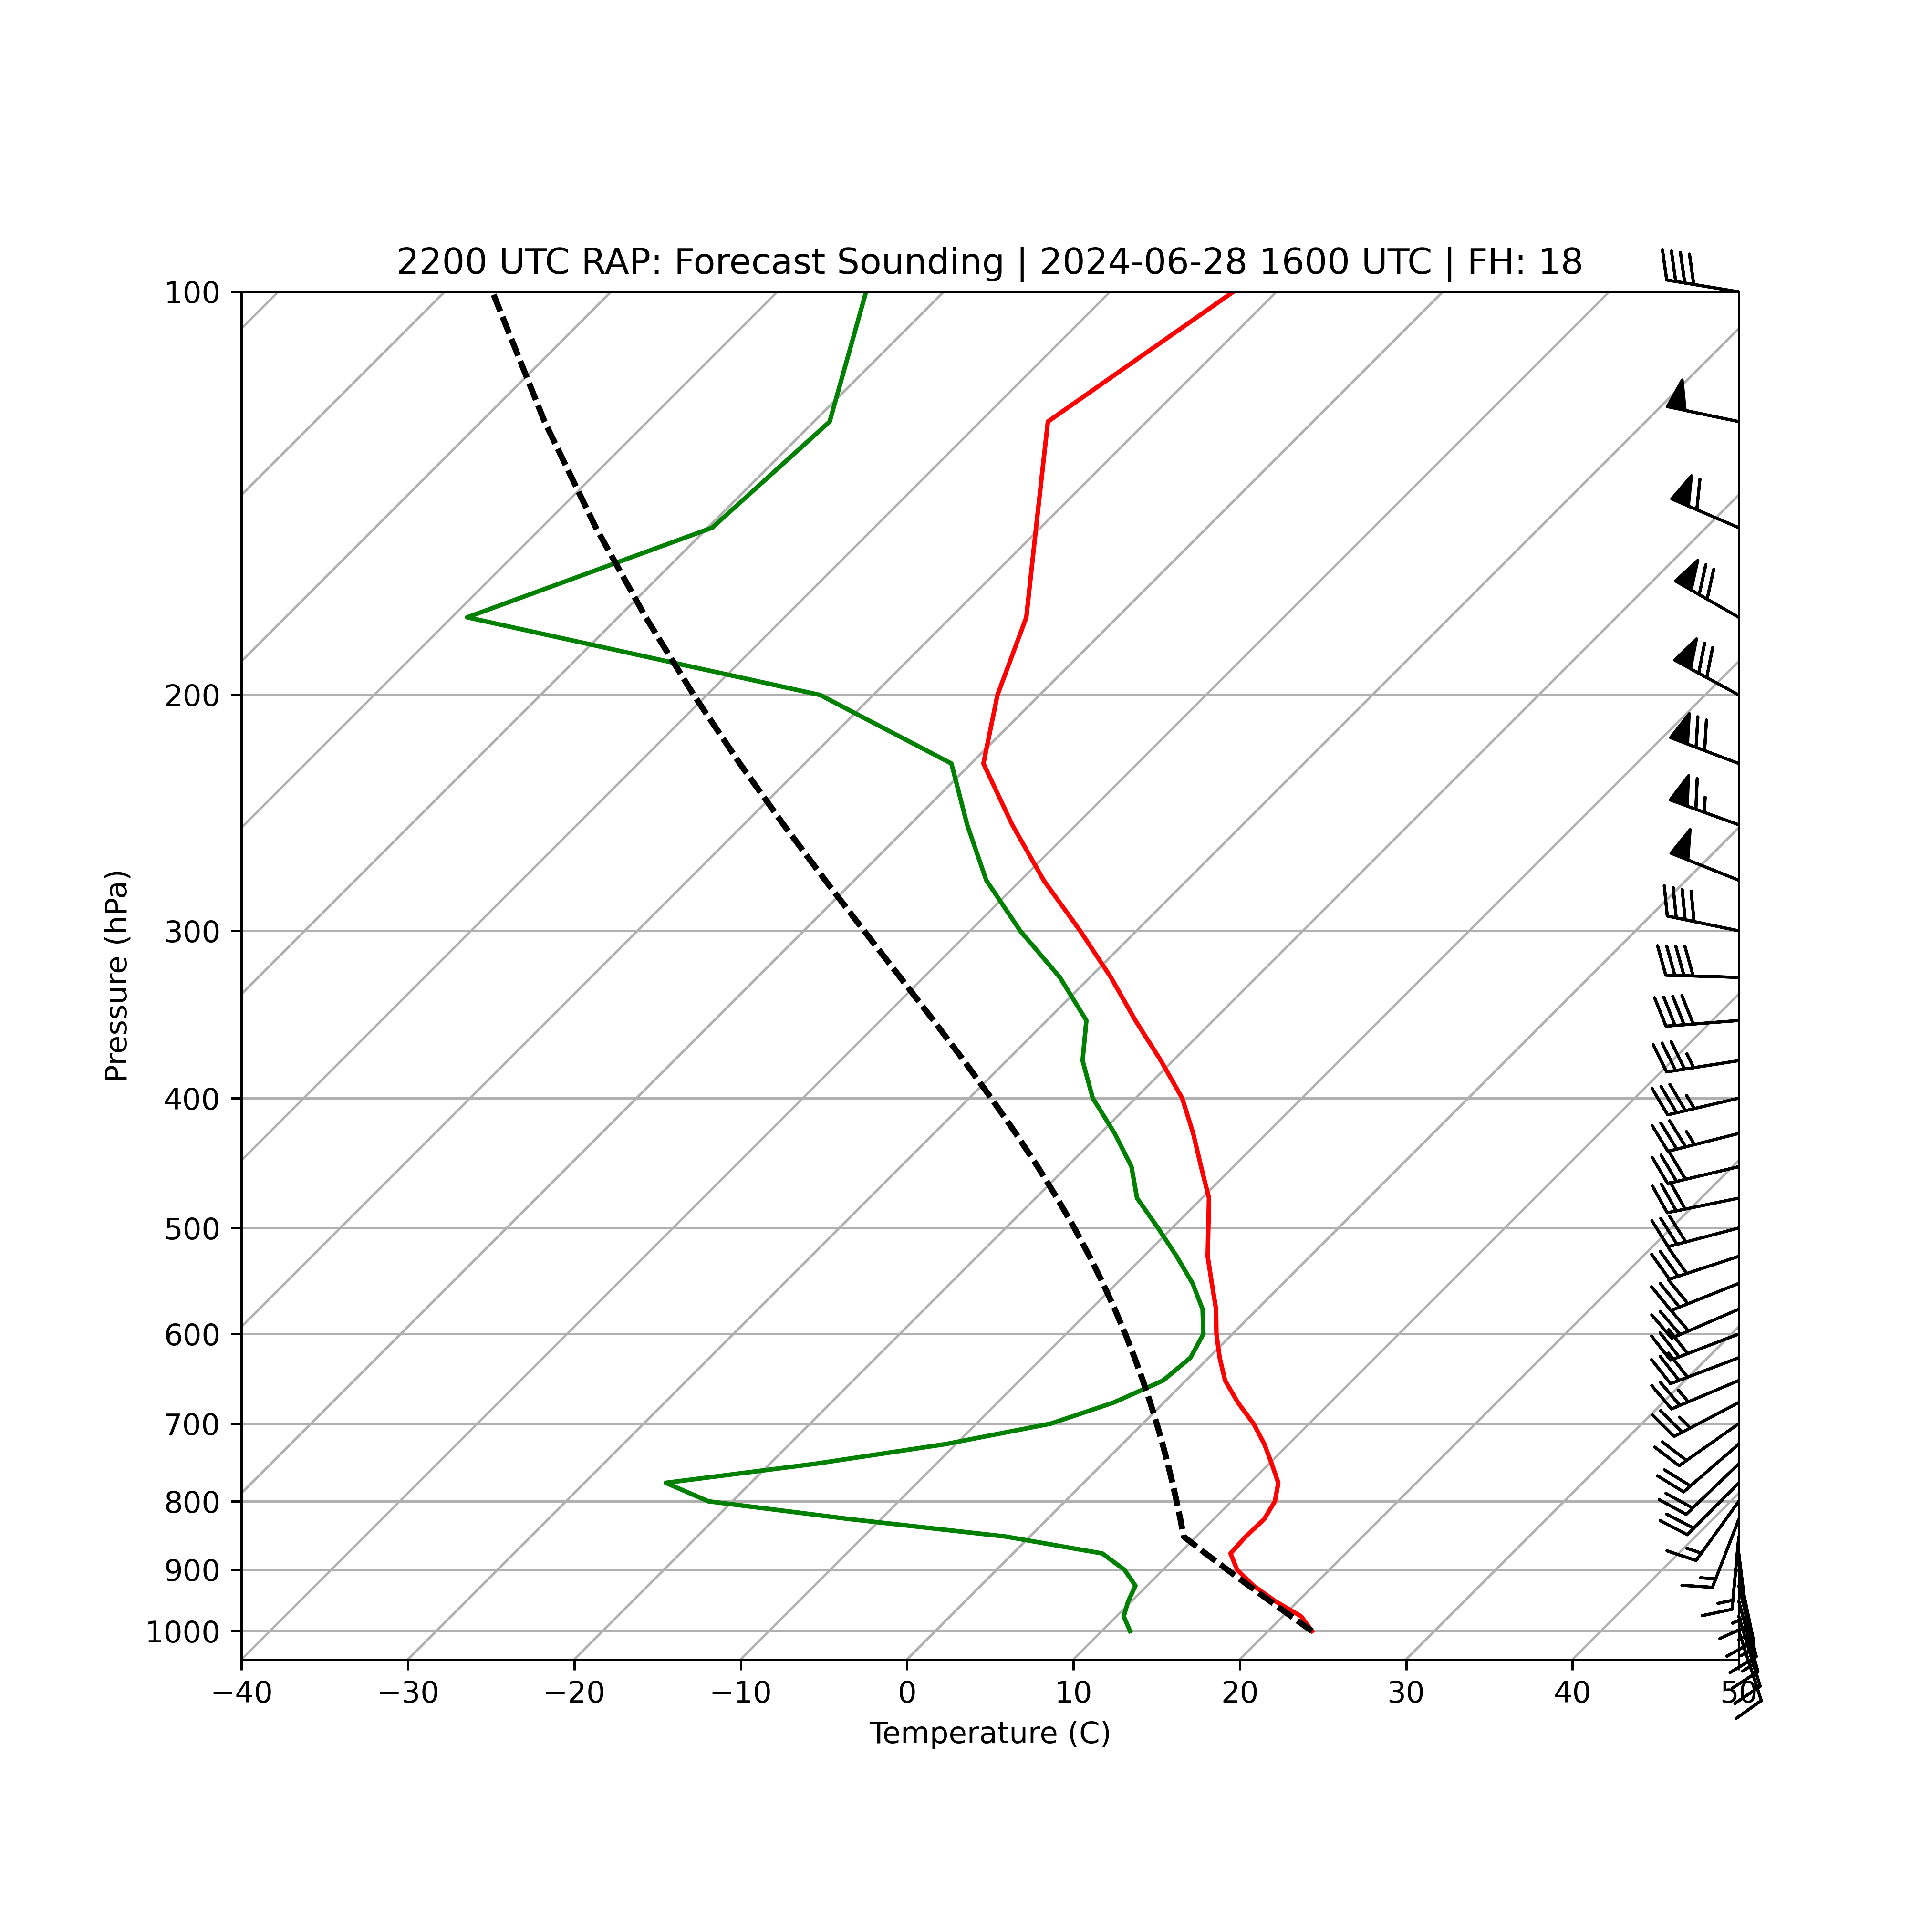 2200 UTC RAP: Forecast Sounding | 2024-06-28 1600 UTC | FH: 18
100
200
300
400
500
600
700
800
900
1000
Pressure (hPa)
−40 −30 −20 −10 0 10 20 30 40 50
Temperature (C)